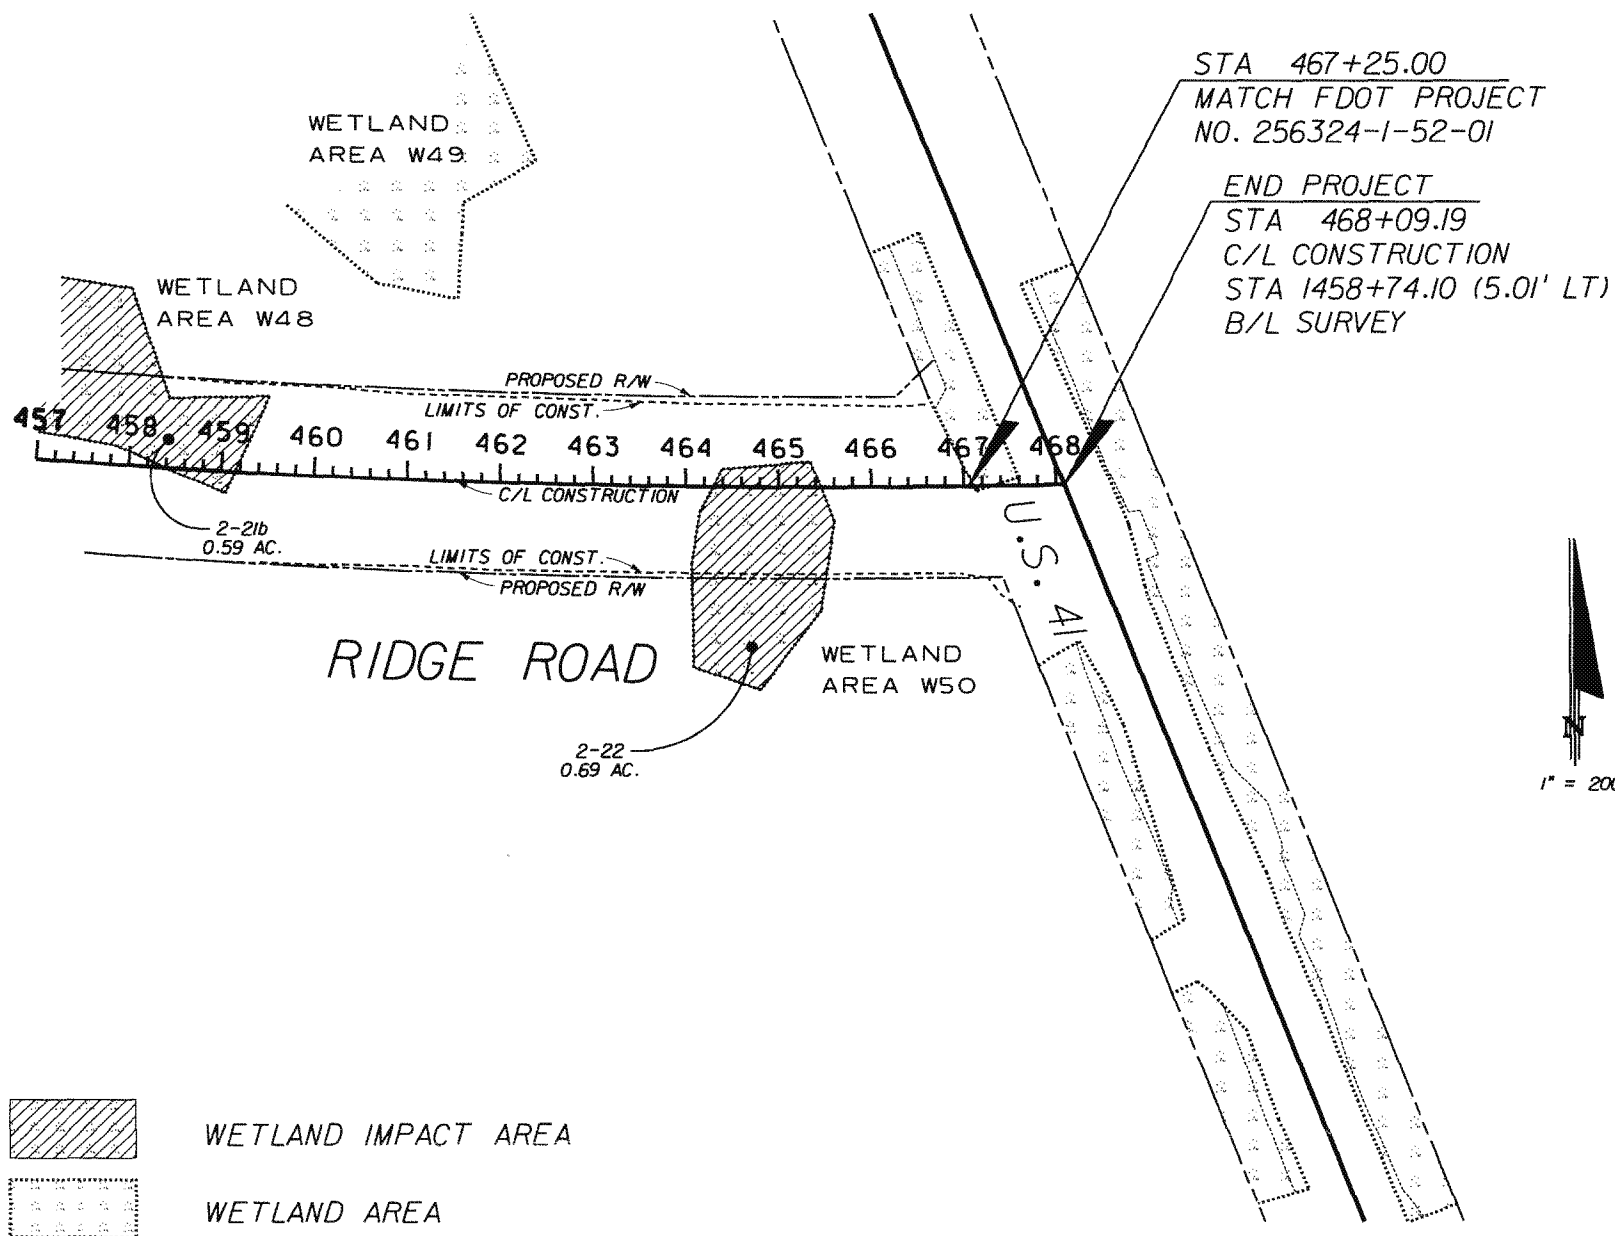 STA 467+25.00
MATCH FDOT PROJECT
NO. 256324-1-52-01
END PROJECT
STA 468+09.19
C/L CONSTRUCTION
STA 1458+74.10 (5.01' LT)
B/L SURVEY
WETLAND
AREA W49
WETLAND
AREA W48
PROPOSED R/W
LIMITS OF CONST.
457 458 459 460 461 462 463 464 465 466 467 468
C/L CONSTRUCTION
2-21b
0.59 AC.
LIMITS OF CONST.
PROPOSED R/W
U.S. 41
RIDGE ROAD
WETLAND
AREA W50
2-22
0.69 AC.
N
1" = 200
WETLAND IMPACT AREA
WETLAND AREA